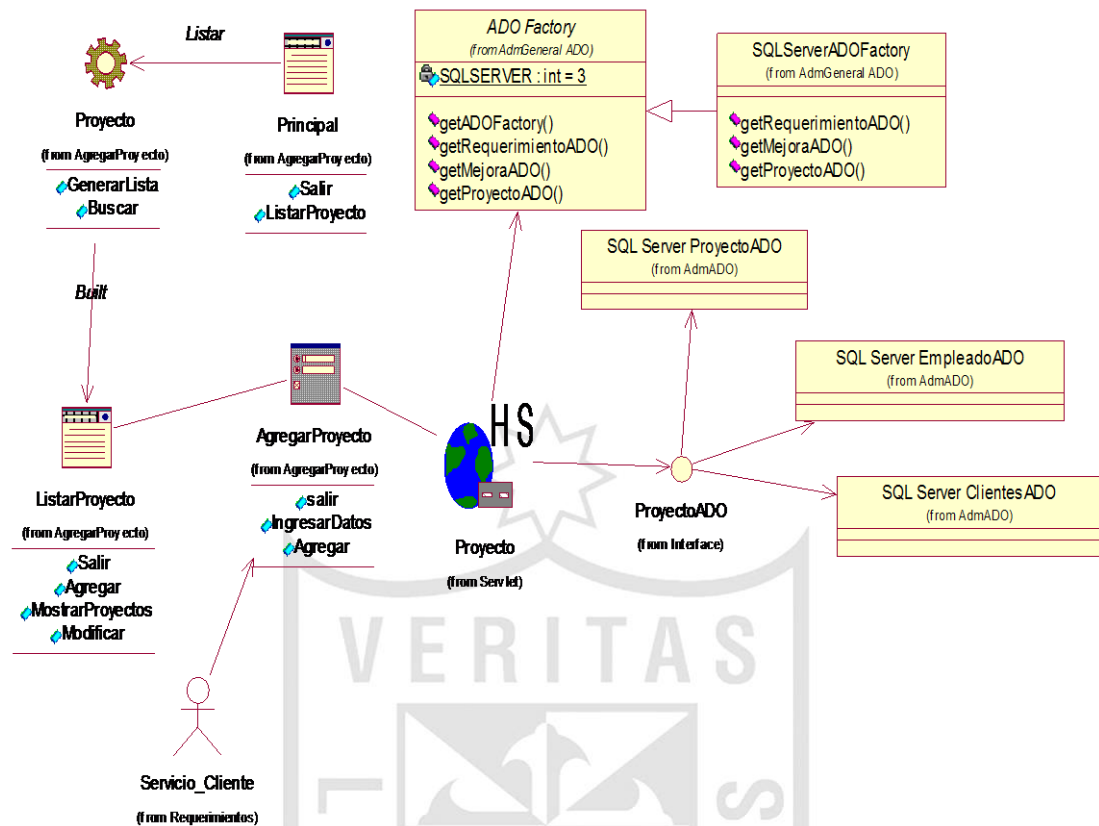 Listar
Proyecto
(from AgregarProyecto)
GenerarLista
Buscar
Principal
(from AgregarProyecto)
Salir
ListarProyecto
ADO Factory
(from AdmGeneral ADO)
SQLSERVER : int = 3
getADOFactory()
getRequerimientoADO()
getMejoraADO()
getProyectoADO()
SQLServerADOFactory
(from AdmGeneral ADO)
getRequerimientoADO()
getMejoraADO()
getProyectoADO()
Built
SQL Server ProyectoADO
(from AdmADO)
SQL Server EmpleadoADO
(from AdmADO)
SQL Server ClientesADO
(from AdmADO)
HS
Proyecto
(from Servlet)
ProyectoADO
(from Interface)
AgregarProyecto
(from AgregarProyecto)
salir
IngresarDatos
Agregar
ListarProyecto
(from AgregarProyecto)
Salir
Agregar
MostrarProyectos
Modificar
Servicio_Cliente
(from Requerimientos)
VERITAS